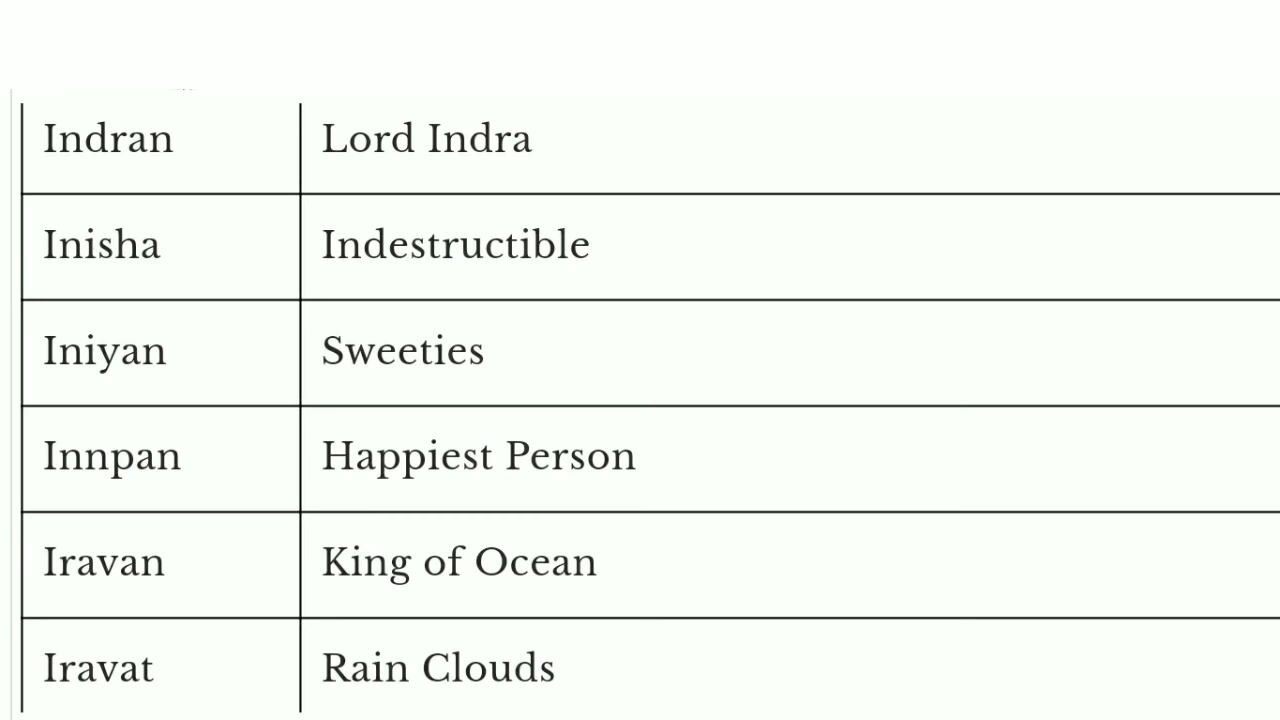 Indran Lord Indra
Inisha Indestructible
Iniyan Sweeties
Innpan Happiest Person
Iravan King of Ocean
Iravat Rain Clouds